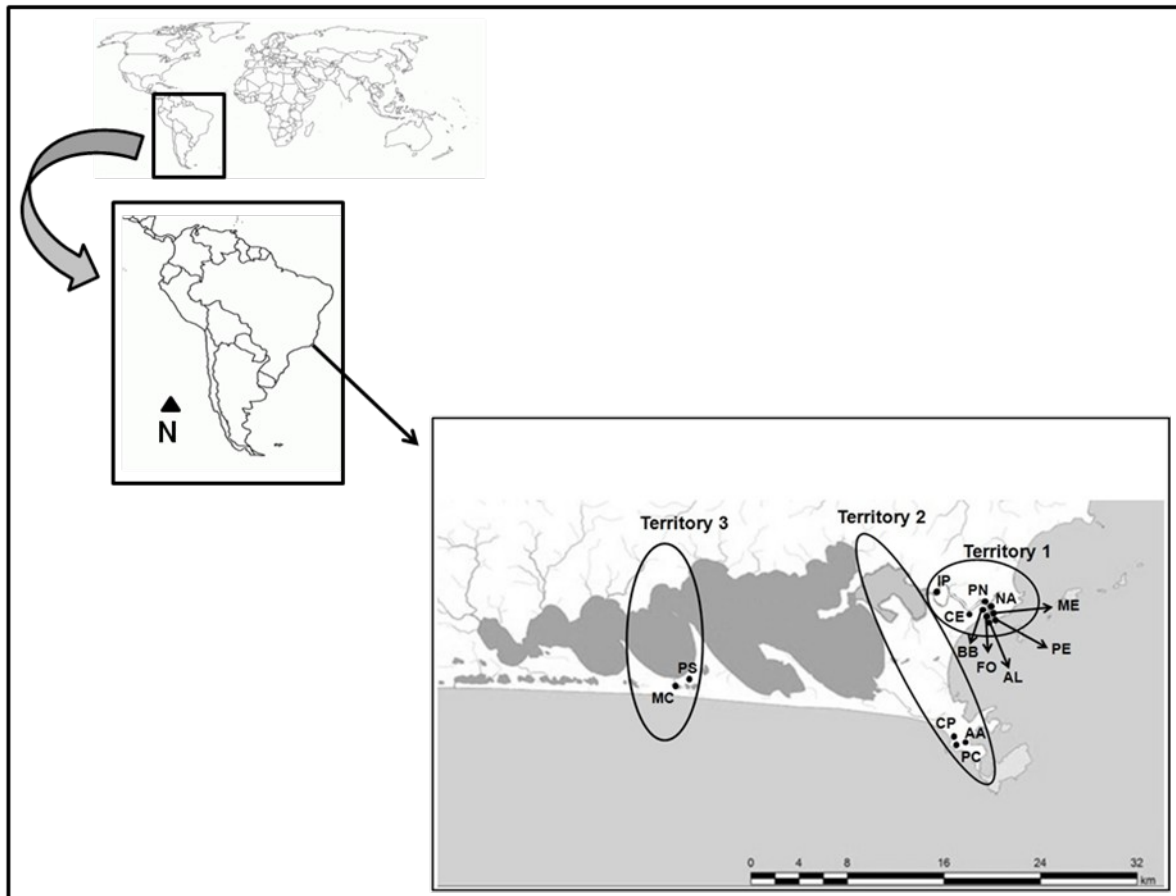 N
Territory 3
Territory 2
Territory 1
IP
PN
NA
ME
CE
BB
FO
AL
PE
PS
MC
CP
AA
PC
0 4 8 16 24 32
km